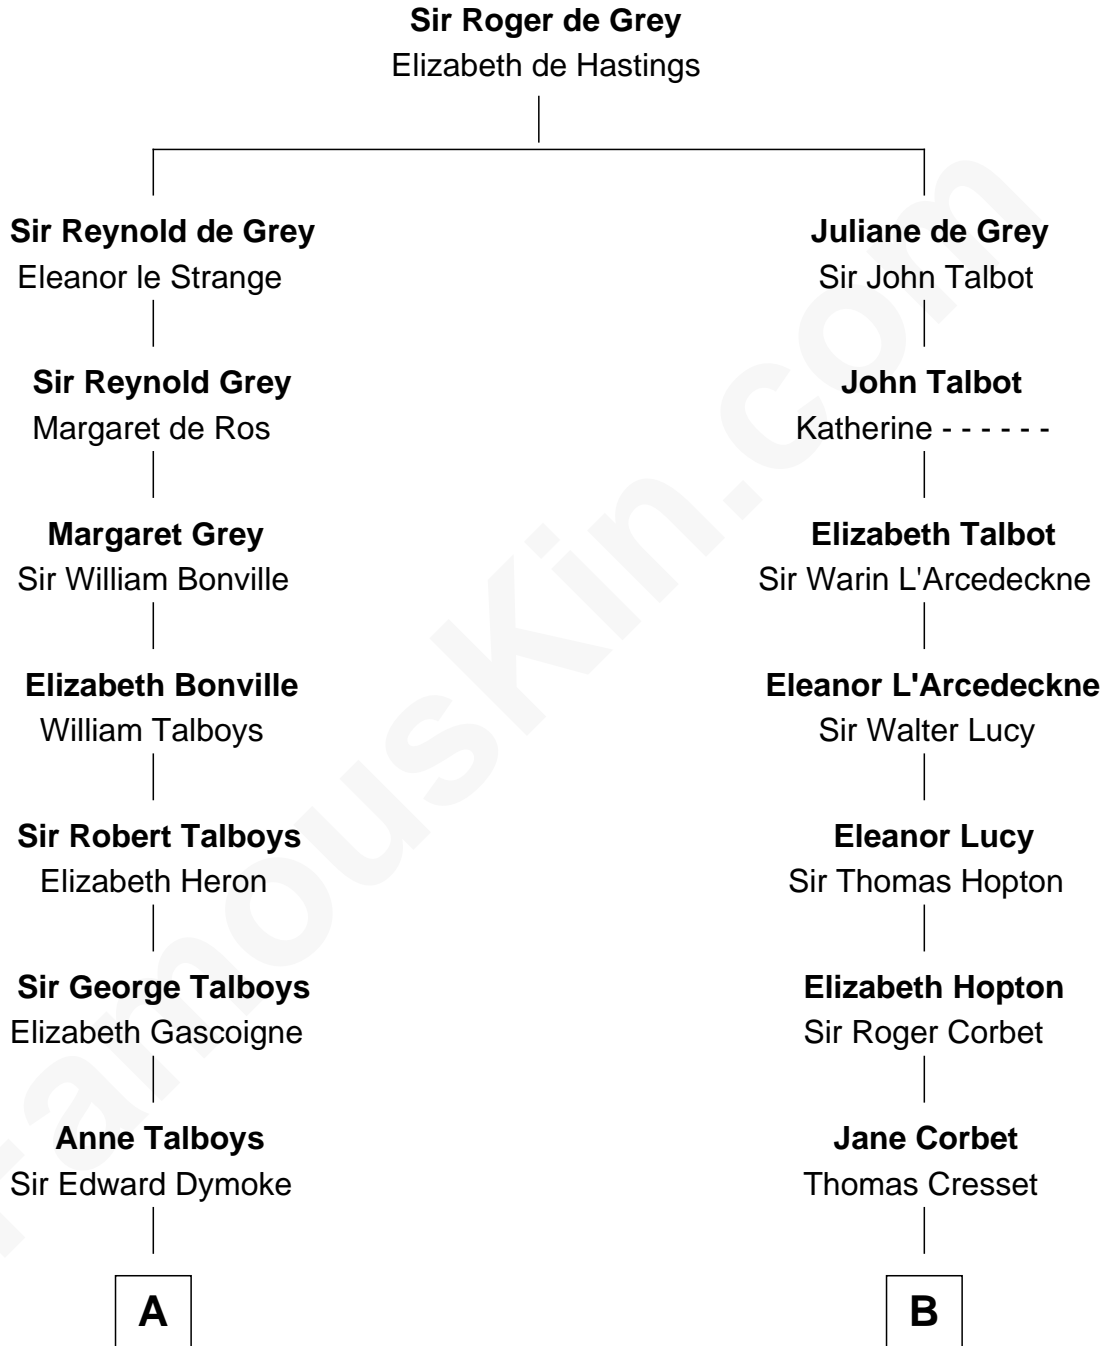 Sir Roger de Grey
Elizabeth de Hastings
Sir Reynold de Grey
Eleanor le Strange
Juliane de Grey
Sir John Talbot
Sir Reynold Grey
Margaret de Ros
John Talbot
Katherine - - - - - -
Margaret Grey
Sir William Bonville
Elizabeth Talbot
Sir Warin L'Arcedeckne
Elizabeth Bonville
William Talboys
Eleanor L'Arcedeckne
Sir Walter Lucy
Sir Robert Talboys
Elizabeth Heron
Eleanor Lucy
Sir Thomas Hopton
Sir George Talboys
Elizabeth Gascoigne
Elizabeth Hopton
Sir Roger Corbet
Anne Talboys
Sir Edward Dymoke
Jane Corbet
Thomas Cresset
A
B
FamousKin.com